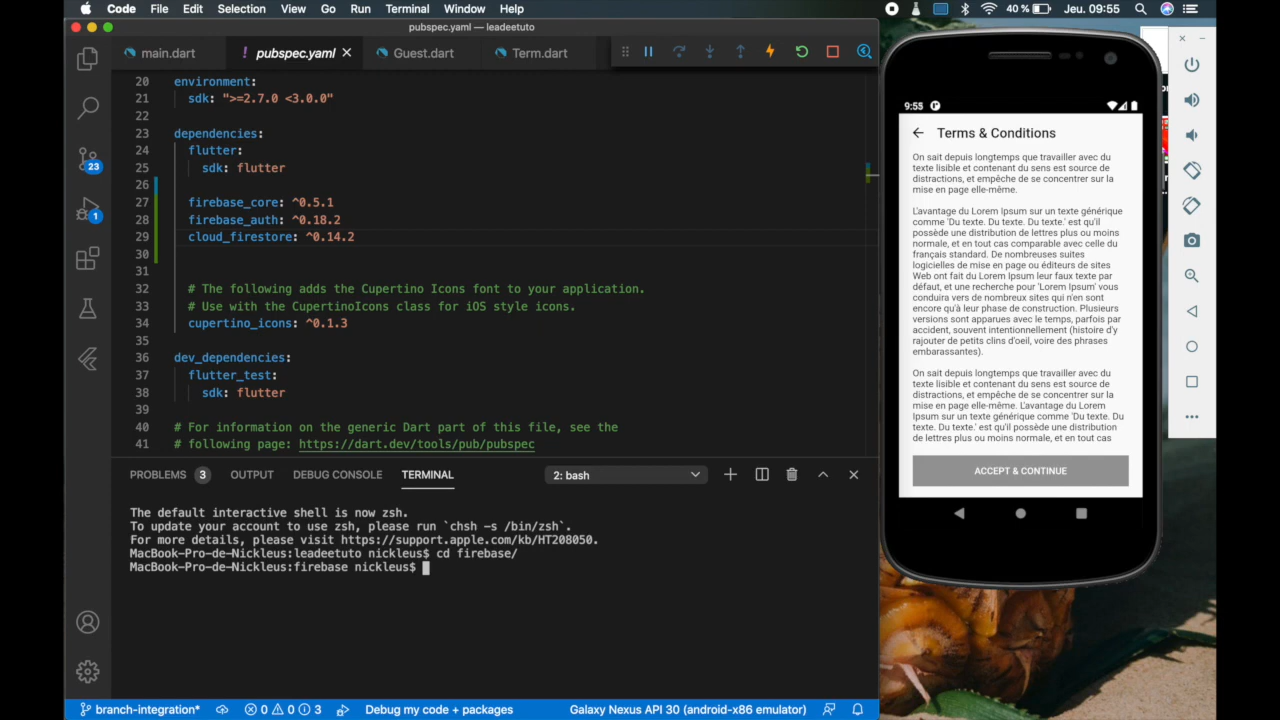 Code File Edit Selection View Go Run Terminal Window Help 40 % Jeu. 09:55
pubspec.yaml — leadeetuto
main.dart ! pubspec.yaml Guest.dart Term.dart
20 environment:
21 sdk: ">=2.7.0 <3.0.0"
22
23 dependencies:
24 flutter:
25 sdk: flutter
26
27 firebase_core: ^0.5.1
28 firebase_auth: ^0.18.2
29 cloud_firestore: ^0.14.2
30
31
32 # The following adds the Cupertino Icons font to your application.
33 # Use with the CupertinoIcons class for iOS style icons.
34 cupertino_icons: ^0.1.3
35
36 dev_dependencies:
37 flutter_test:
38 sdk: flutter
39
40 # For information on the generic Dart part of this file, see the
41 # following page: https://dart.dev/tools/pub/pubspec
23
1
PROBLEMS 3 OUTPUT DEBUG CONSOLE TERMINAL 2: bash
The default interactive shell is now zsh.
To update your account to use zsh, please run `chsh -s /bin/zsh`.
For more details, please visit https://support.apple.com/kb/HT208050.
MacBook-Pro-de-Nickleus:leadeetuto nickleus$ cd firebase/
MacBook-Pro-de-Nickleus:firebase nickleus$
branch-integration* 0 0 3 Debug my code + packages Galaxy Nexus API 30 (android-x86 emulator)
9:55
Terms & Conditions
On sait depuis longtemps que travailler avec du
texte lisible et contenant du sens est source de
distractions, et empêche de se concentrer sur la
mise en page elle-même.
L'avantage du Lorem Ipsum sur un texte générique
comme 'Du texte. Du texte. Du texte.' est qu'il
possède une distribution de lettres plus ou moins
normale, et en tout cas comparable avec celle du
français standard. De nombreuses suites
logicielles de mise en page ou éditeurs de sites
Web ont fait du Lorem Ipsum leur faux texte par
défaut, et une recherche pour 'Lorem Ipsum' vous
conduira vers de nombreux sites qui n'en sont
encore qu'à leur phase de construction. Plusieurs
versions sont apparues avec le temps, parfois par
accident, souvent intentionnellement (histoire d'y
rajouter de petits clins d'oeil, voire des phrases
embarassantes).
On sait depuis longtemps que travailler avec du
texte lisible et contenant du sens est source de
distractions, et empêche de se concentrer sur la
mise en page elle-même. L'avantage du Lorem
Ipsum sur un texte générique comme 'Du texte. Du
texte. Du texte.' est qu'il possède une distribution
de lettres plus ou moins normale, et en tout cas
ACCEPT & CONTINUE